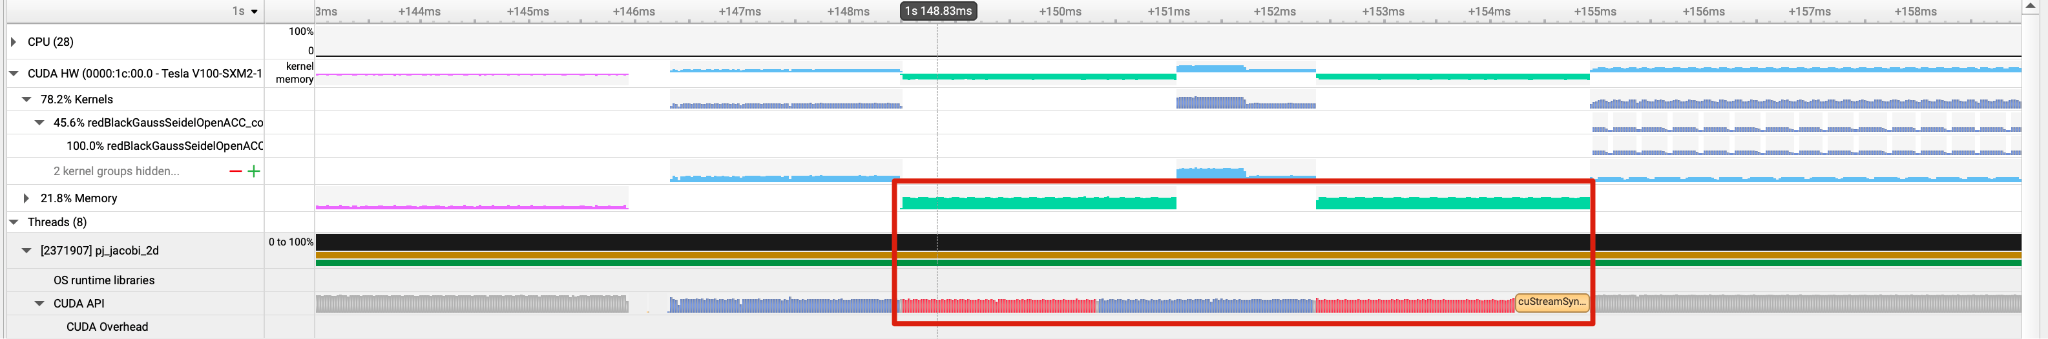 1s 3ms +144ms +145ms +146ms +147ms +148ms 1s 148.83ms +150ms +151ms +152ms +153ms +154ms +155ms +156ms +157ms +158ms
CPU (28) 100%
0
CUDA HW (0000:1c:00.0 - Tesla V100-SXM2-1 kernel
memory
78.2% Kernels
45.6% redBlackGaussSeidelOpenACC_co
100.0% redBlackGaussSeidelOpenACC
2 kernel groups hidden...
21.8% Memory
Threads (8)
[2371907] pj_jacobi_2d 0 to 100%
OS runtime libraries
CUDA API cuStreamSyn...
CUDA Overhead